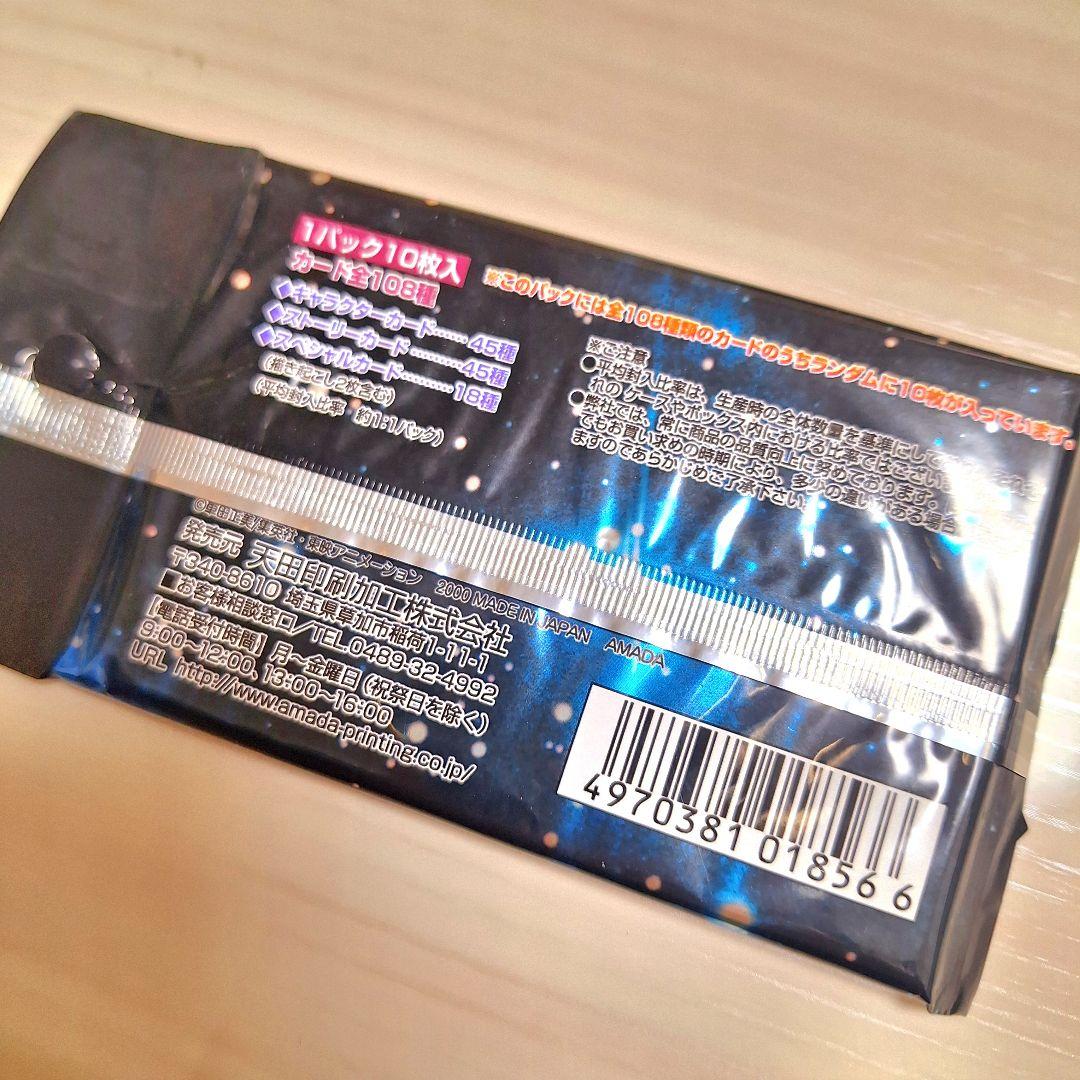 1パック10枚入
カード全108種
◆キャラクターカード……45種
◆ストーリーカード………45種
◆スペシャルカード………18種
(描き起こし2枚含む)
(平均封入比率・約1:1パック)
※このパックには全108種類のカードのうちランダムに10枚が入っています。
※ご注意
●平均封入比率は、生産時の全体数量を基準にして
れの ケースやボックス内における比率ではござい
●弊社では、常に商品の品質向上に努めております。
てもお買い求めの時期により、多少の違いがある場合
ますのであらかじめご了承下さい。
集英社・東映アニメーション 2000 MADE IN JAPAN AMADA
発売元 天田印刷加工株式会社
〒340-8610 埼玉県草加市稲荷1-11-1
■お客様相談窓口/TEL.0489-32-4992
【電話受付時間】月〜金曜日(祝祭日を除く)
9:00〜12:00 13:00〜16:00
URL http://www.amada-printing.co.jp/
4970381018566